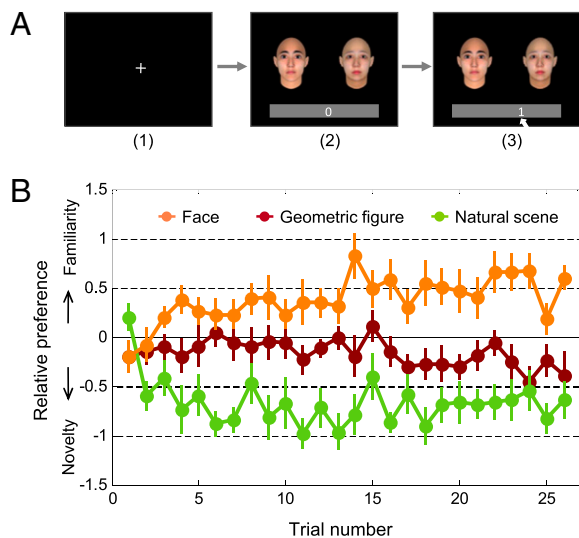 A
0
1
(1)
(2)
(3)
B
Face
Geometric figure
Natural scene
Relative preference
Familiarity
Novelty
1.5
1
0.5
0
-0.5
-1
-1.5
0
5
10
15
20
25
Trial number